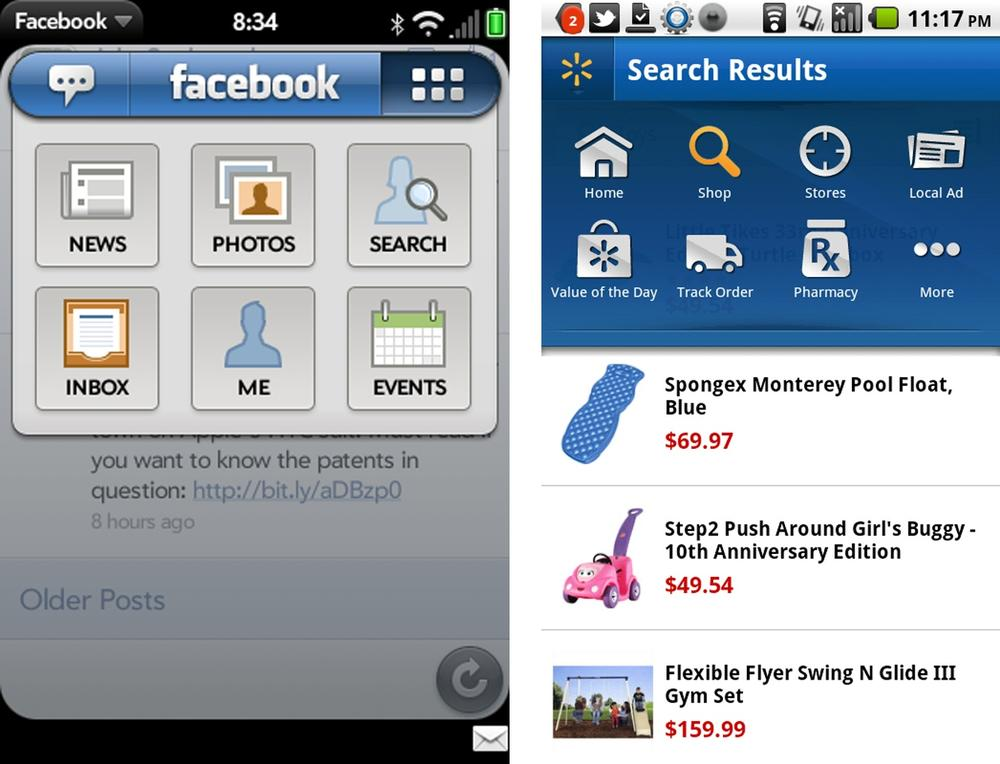 Facebook
8:34
facebook
NEWS PHOTOS SEARCH
INBOX ME EVENTS
you want to know the patents in
question: http://bit.ly/aDBzp0
8 hours ago
Older Posts
2
11:17 PM
Search Results
Home Shop Stores Local Ad
Value of the Day Track Order Pharmacy More
Rx
Spongex Monterey Pool Float,
Blue
$69.97
Step2 Push Around Girl's Buggy -
10th Anniversary Edition
$49.54
Flexible Flyer Swing N Glide III
Gym Set
$159.99